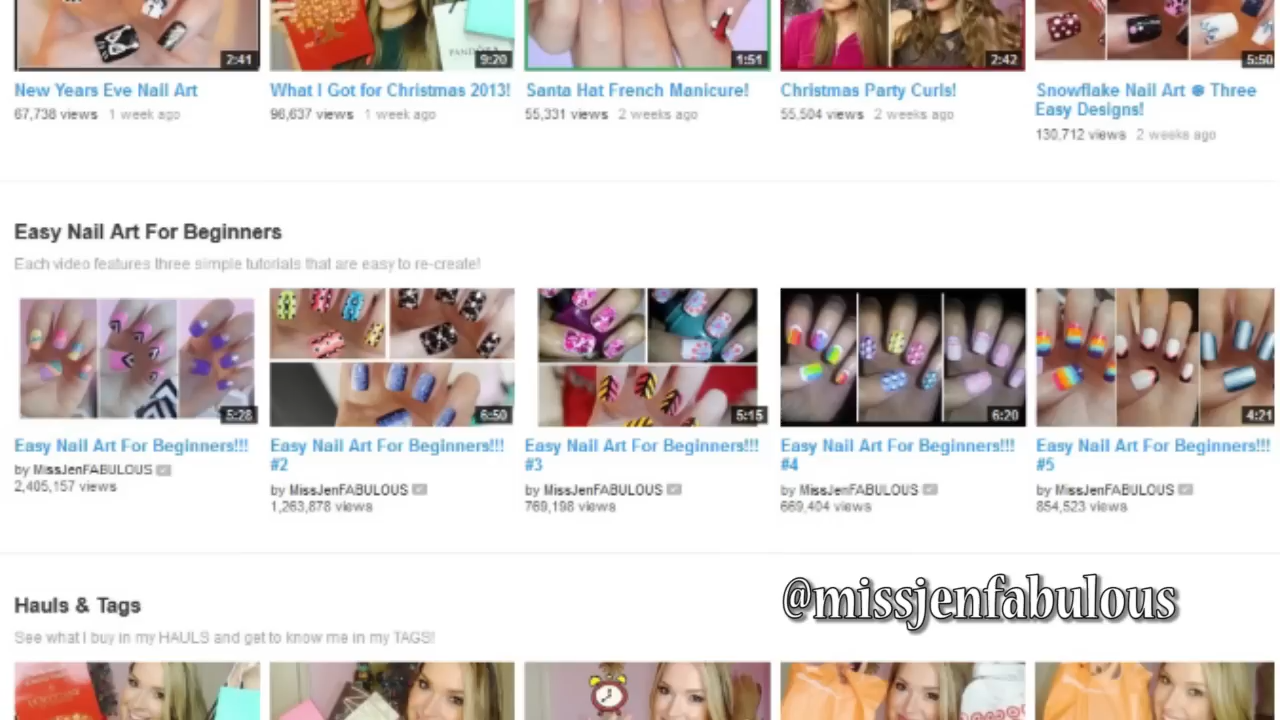 2:41
9:20
PANDORA
1:51
2:42
5:50
New Years Eve Nail Art
67,738 views 1 week ago
What I Got for Christmas 2013!
96,637 views 1 week ago
Santa Hat French Manicure!
55,331 views 2 weeks ago
Christmas Party Curls!
55,504 views 2 weeks ago
Snowflake Nail Art ❅ Three
Easy Designs!
130,712 views 2 weeks ago
Easy Nail Art For Beginners
Each video features three simple tutorials that are easy to re-create!
5:28
6:50
5:15
6:20
4:21
Easy Nail Art For Beginners!!!
by MissJenFABULOUS
2,405,157 views
Easy Nail Art For Beginners!!!
#2
by MissJenFABULOUS
1,263,878 views
Easy Nail Art For Beginners!!!
#3
by MissJenFABULOUS
769,198 views
Easy Nail Art For Beginners!!!
#4
by MissJenFABULOUS
669,404 views
Easy Nail Art For Beginners!!!
#5
by MissJenFABULOUS
854,523 views
@missjenfabulous
Hauls & Tags
See what I buy in my HAULS and get to know me in my TAGS!